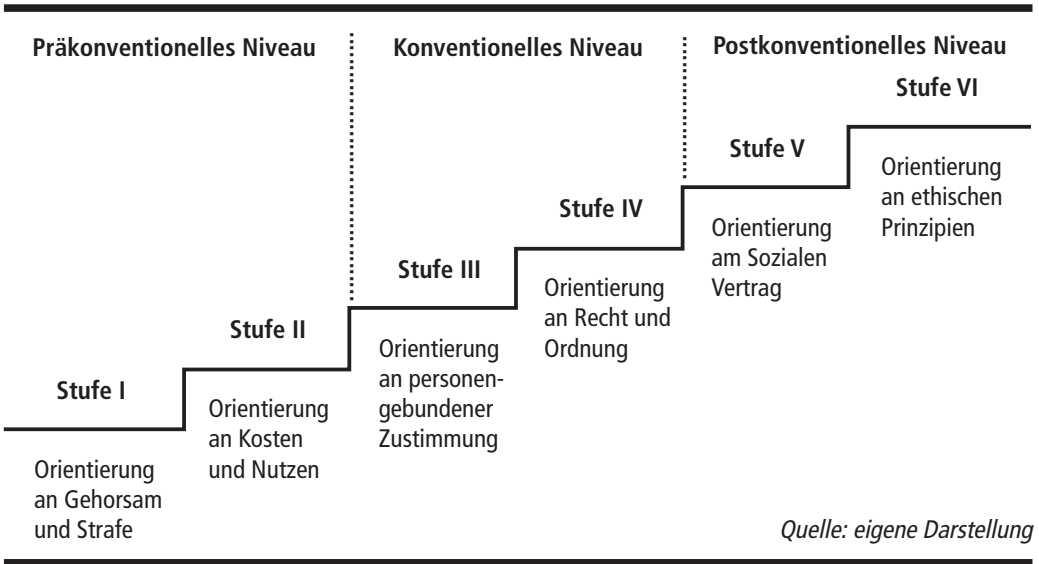 Präkonventionelles Niveau
Konventionelles Niveau
Postkonventionelles Niveau
Stufe I
Orientierung
an Gehorsam
und Strafe
Stufe II
Orientierung
an Kosten
und Nutzen
Stufe III
Orientierung
an personen-
gebundener
Zustimmung
Stufe IV
Orientierung
an Recht und
Ordnung
Stufe V
Orientierung
am Sozialen
Vertrag
Stufe VI
Orientierung
an ethischen
Prinzipien
Quelle: eigene Darstellung